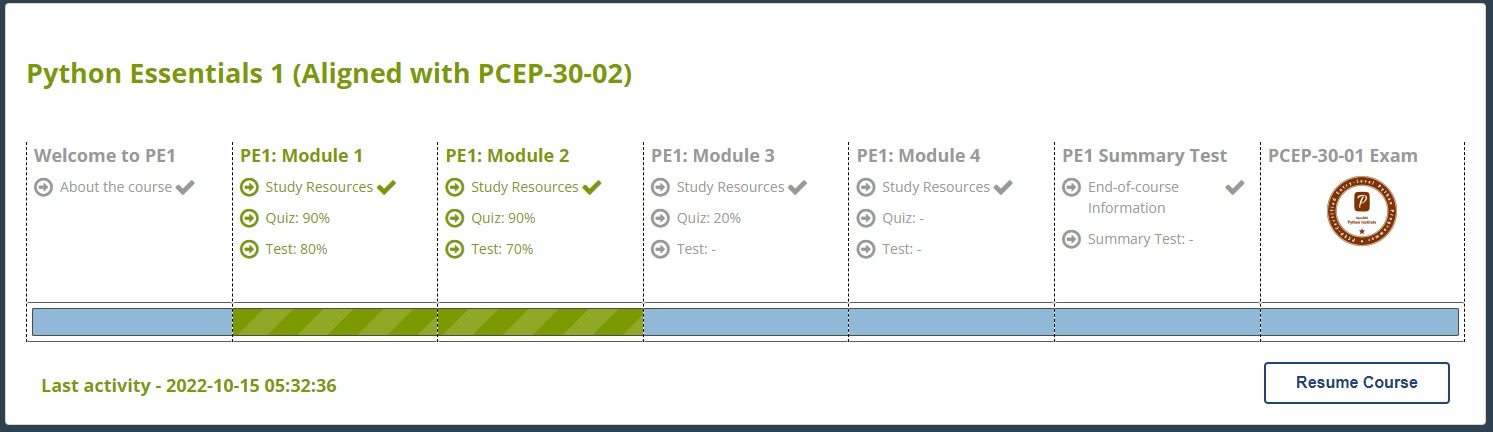 Python Essentials 1 (Aligned with PCEP-30-02)
Welcome to PE1
About the course
PE1: Module 1
Study Resources
Quiz: 90%
Test: 80%
PE1: Module 2
Study Resources
Quiz: 90%
Test: 70%
PE1: Module 3
Study Resources
Quiz: 20%
Test: -
PE1: Module 4
Study Resources
Quiz: -
Test: -
PE1 Summary Test
End-of-course
Information
Summary Test: -
PCEP-30-01 Exam
Python Institute
Last activity - 2022-10-15 05:32:36
Resume Course